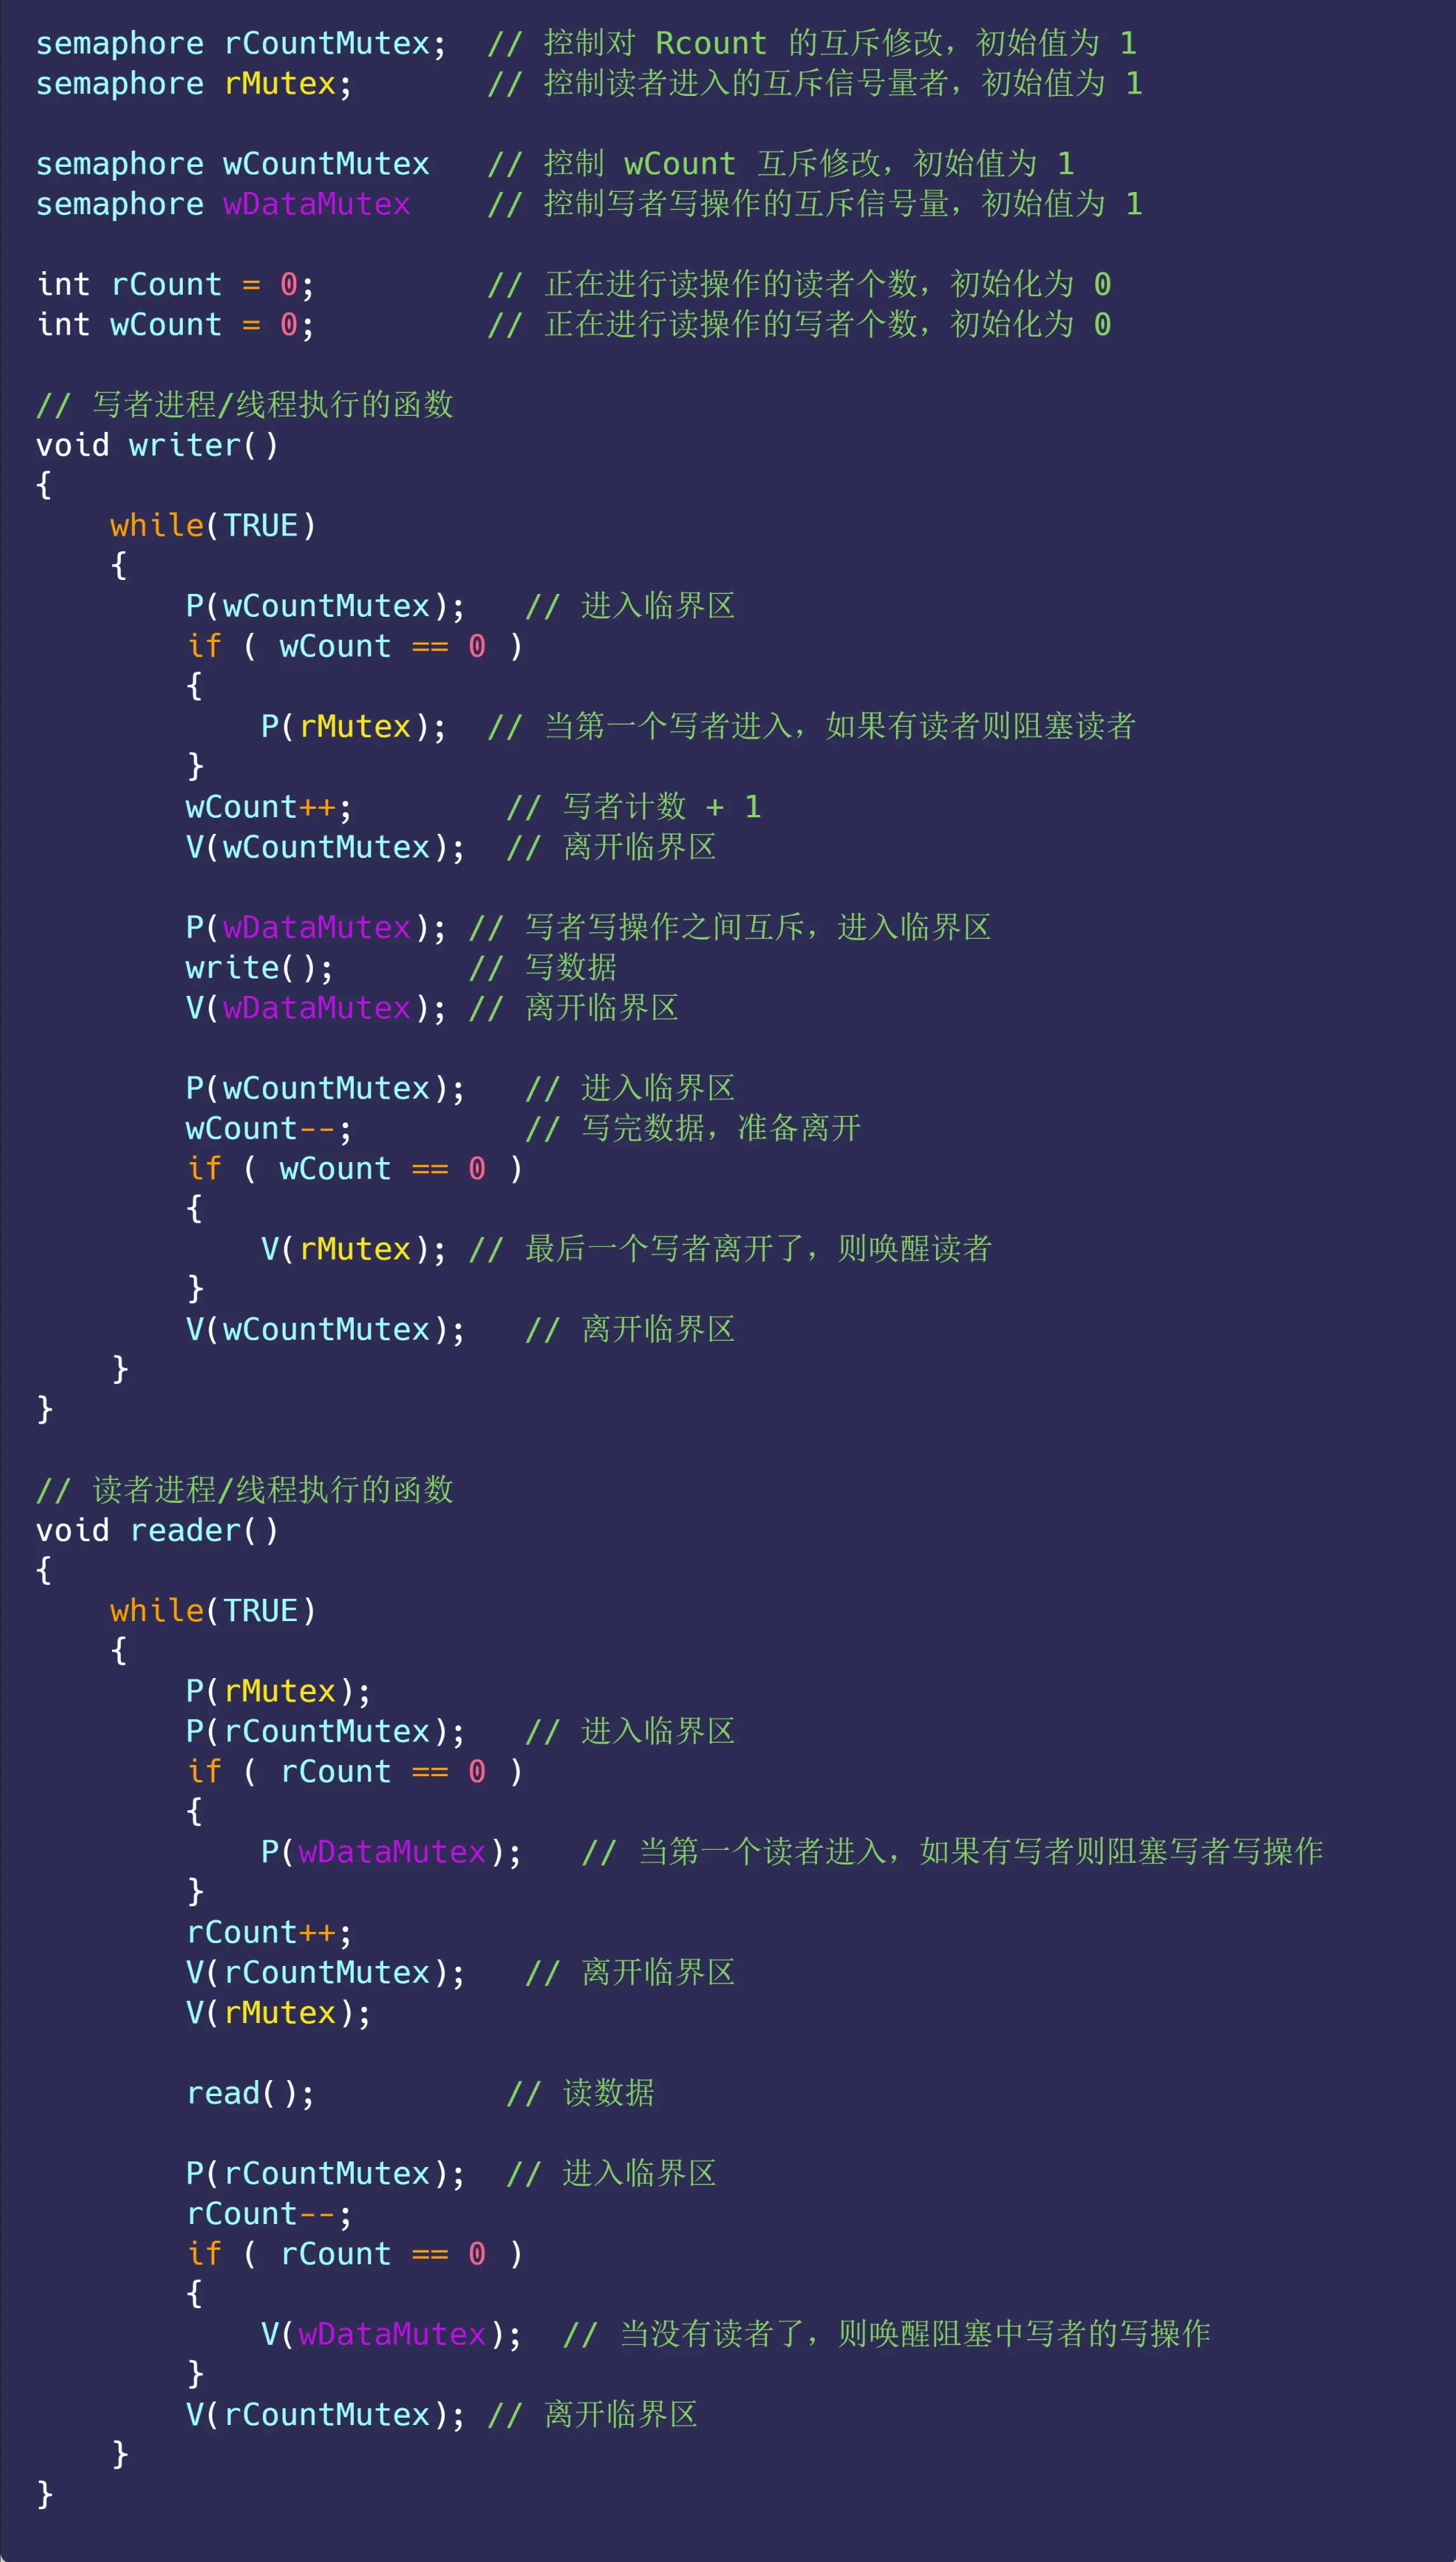 semaphore rCountMutex;  // 控制对 Rcount 的互斥修改，初始值为 1
semaphore rMutex;       // 控制读者进入的互斥信号量者，初始值为 1

semaphore wCountMutex   // 控制 wCount 互斥修改，初始值为 1
semaphore wDataMutex    // 控制写者写操作的互斥信号量，初始值为 1

int rCount = 0;         // 正在进行读操作的读者个数，初始化为 0
int wCount = 0;         // 正在进行读操作的写者个数，初始化为 0

// 写者进程/线程执行的函数
void writer()
{
    while(TRUE)
    {
        P(wCountMutex);   // 进入临界区
        if ( wCount == 0 )
        {
            P(rMutex);  // 当第一个写者进入，如果有读者则阻塞读者
        }
        wCount++;        // 写者计数 + 1
        V(wCountMutex);  // 离开临界区

        P(wDataMutex); // 写者写操作之间互斥，进入临界区
        write();       // 写数据
        V(wDataMutex); // 离开临界区

        P(wCountMutex);   // 进入临界区
        wCount--;         // 写完数据，准备离开
        if ( wCount == 0 )
        {
            V(rMutex); // 最后一个写者离开了，则唤醒读者
        }
        V(wCountMutex);   // 离开临界区
    }
}

// 读者进程/线程执行的函数
void reader()
{
    while(TRUE)
    {
        P(rMutex);
        P(rCountMutex);   // 进入临界区
        if ( rCount == 0 )
        {
            P(wDataMutex);   // 当第一个读者进入，如果有写者则阻塞写者写操作
        }
        rCount++;
        V(rCountMutex);   // 离开临界区
        V(rMutex);

        read();          // 读数据

        P(rCountMutex);  // 进入临界区
        rCount--;
        if ( rCount == 0 )
        {
            V(wDataMutex);  // 当没有读者了，则唤醒阻塞中写者的写操作
        }
        V(rCountMutex); // 离开临界区
    }
}